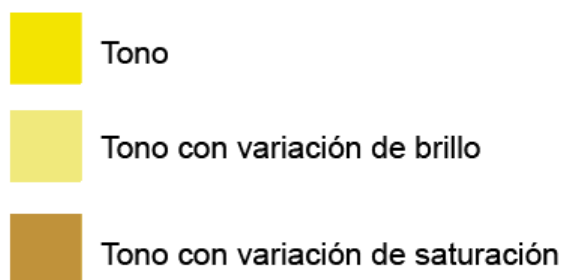 Tono
Tono con variación de brillo
Tono con variación de saturación